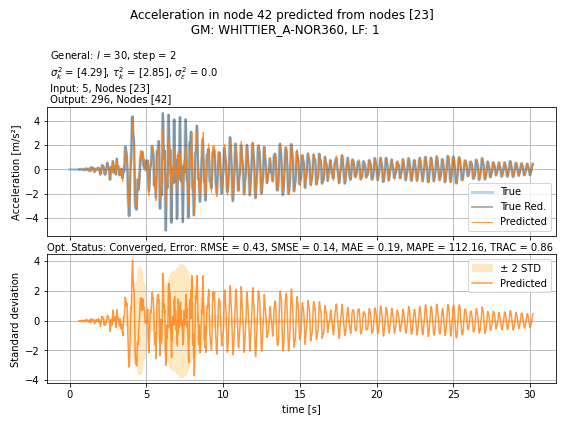 Acceleration in node 42 predicted from nodes [23]
GM: WHITTIER_A-NOR360, LF: 1
General: l = 30, step = 2
σ²ₖ = [4.29], τ²ₖ = [2.85], σ²ε = 0.0
Input: 5, Nodes [23]
Output: 296, Nodes [42]
Acceleration [m/s²]
4
2
0
−2
−4
True
True Red.
Predicted
Opt. Status: Converged, Error: RMSE = 0.43, SMSE = 0.14, MAE = 0.19, MAPE = 112.16, TRAC = 0.86
Standard deviation
4
2
0
−2
−4
± 2 STD
Predicted
0 5 10 15 20 25 30
time [s]